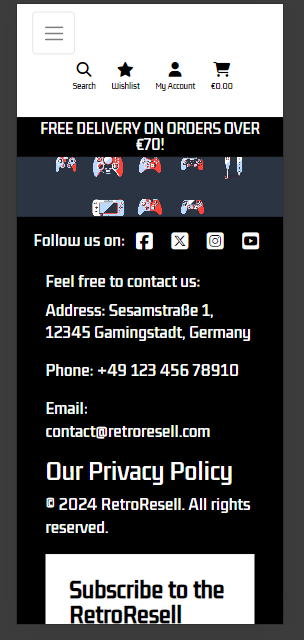 Search Wishlist My Account €0.00
FREE DELIVERY ON ORDERS OVER
€70!
Follow us on:
Feel free to contact us:
Address: Sesamstraße 1,
12345 Gamingstadt, Germany
Phone: +49 123 456 78910
Email:
contact@retroresell.com
Our Privacy Policy
© 2024 RetroResell. All rights
reserved.
Subscribe to the
RetroResell